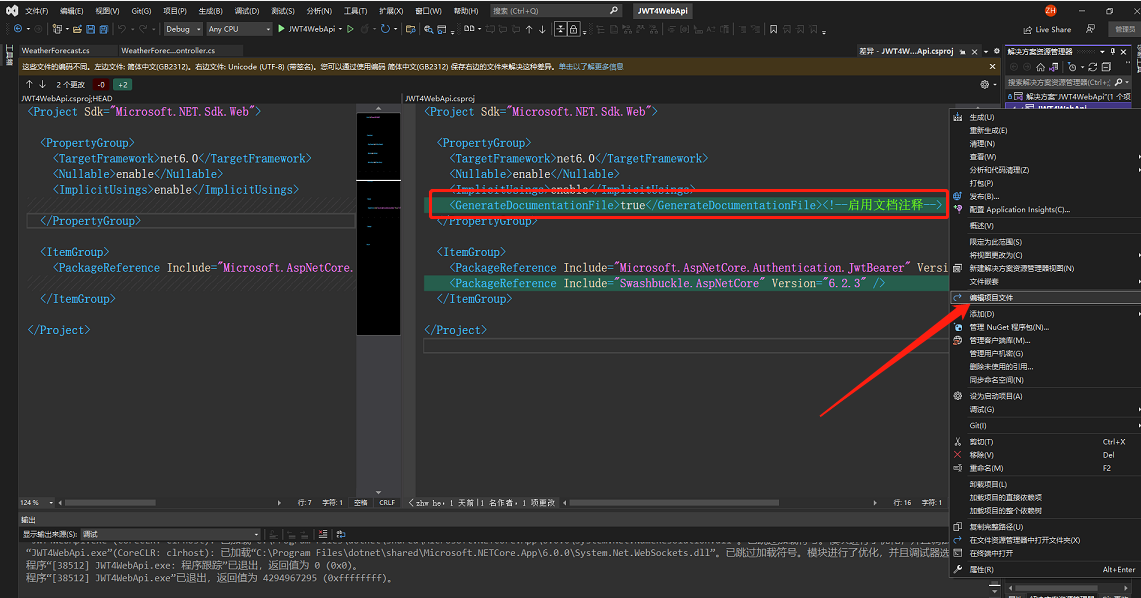 文件(F) 编辑(E) 视图(V) Git(G) 项目(P) 生成(B) 调试(D) 测试(S) 分析(N) 工具(T) 扩展(X) 窗口(W) 帮助(H) 搜索 (Ctrl+Q) JWT4WebApi ZH
Debug Any CPU JWT4WebApi Live Share 管理员
WeatherForecast.cs WeatherForec...ontroller.cs 差异 - JWT4W...Api.csproj 解决方案资源管理器
这些文件的编码不同。左边文件: 简体中文(GB2312)。右边文件: Unicode (UTF-8) (带签名)。您可以通过使用编码 简体中文(GB2312) 保存右边的文件来解决这种差异。 单击以了解更多信息
2 个更改 -0 +2
搜索解决方案资源管理器(Ctrl+;
解决方案"JWT4WebApi"(1 个项
JWT4WebApi
JWT4WebApi.csproj;HEAD
<Project Sdk="Microsoft.NET.Sdk.Web">
<PropertyGroup>
<TargetFramework>net6.0</TargetFramework>
<Nullable>enable</Nullable>
<ImplicitUsings>enable</ImplicitUsings>
</PropertyGroup>
<ItemGroup>
<PackageReference Include="Microsoft.AspNetCore.
</ItemGroup>
</Project>
JWT4WebApi.csproj
<Project Sdk="Microsoft.NET.Sdk.Web">
<PropertyGroup>
<TargetFramework>net6.0</TargetFramework>
<Nullable>enable</Nullable>
<ImplicitUsings>enable</ImplicitUsings>
<GenerateDocumentationFile>true</GenerateDocumentationFile><!--启用文档注释-->
</PropertyGroup>
<ItemGroup>
<PackageReference Include="Microsoft.AspNetCore.Authentication.JwtBearer" Versi
<PackageReference Include="Swashbuckle.AspNetCore" Version="6.2.3" />
</ItemGroup>
</Project>
生成(U)
重新生成(E)
清理(N)
查看(W)
分析和代码清理(Z)
打包(P)
发布(B)...
配置 Application Insights(C)...
概述(V)
限定为此范围(S)
将视图更改为(C)
新建解决方案资源管理器视图(N)
文件嵌套
编辑项目文件
添加(D)
管理 NuGet 程序包(N)...
管理客户端库(M)...
管理用户机密(G)
删除未使用的引用...
同步命名空间(N)
设为启动项目(A)
调试(G)
Git(I)
剪切(T) Ctrl+X
移除(V) Del
重命名(M) F2
卸载项目(L)
加载项目的直接依赖项
加载项目的整个依赖树
复制完整路径(U)
在文件资源管理器中打开文件夹(X)
在终端中打开
属性(R) Alt+Enter
124 % 行: 7 字符: 1 空格 CRLF
1 天前 | 1 名作者, 1 项更改 行: 16 字符: 1
输出
显示输出来源(S): 调试
"JWT4WebApi.exe"(CoreCLR: clrhost): 已加载"C:\Program Files\dotnet\shared\Microsoft.NETCore.App\6.0.0\System.Net.WebSockets.dll"。已跳过加载符号。模块进行了优化，并且调试器选
程序"[38512] JWT4WebApi.exe: 程序跟踪"已退出，返回值为 0 (0x0)。
程序"[38512] JWT4WebApi.exe"已退出，返回值为 4294967295 (0xffffffff)。